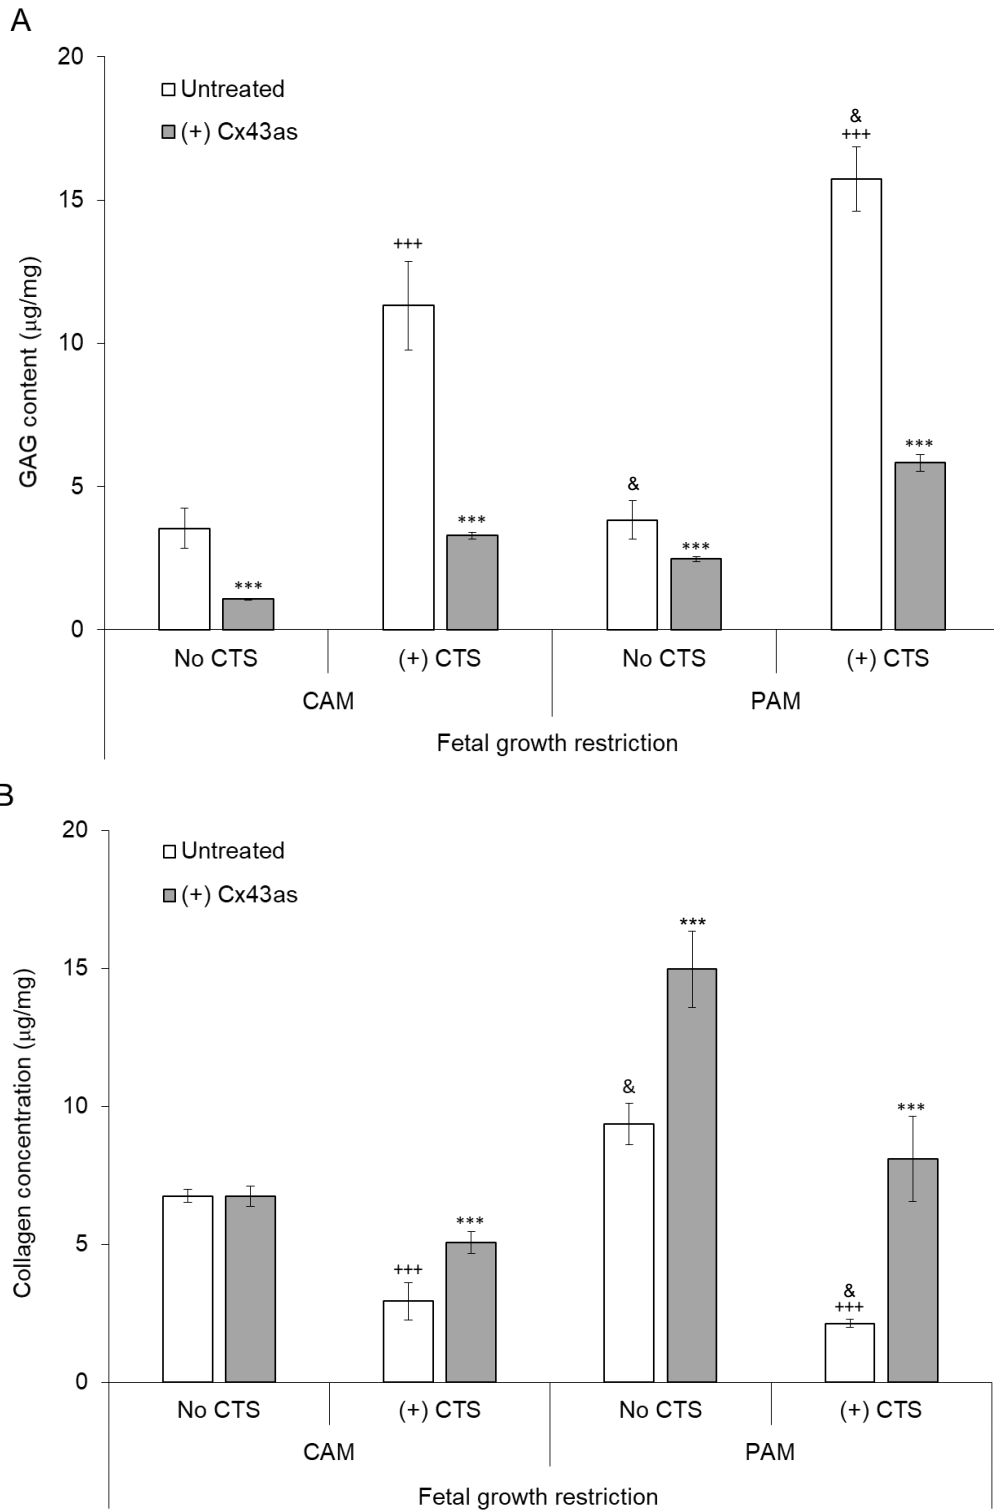 A
20
15
10
5
0
GAG content (µg/mg)
Untreated
(+) Cx43as
***
+++
***
&
***
&
+++
***
No CTS
(+) CTS
No CTS
(+) CTS
CAM
PAM
Fetal growth restriction
B
20
15
10
5
0
Collagen concentration (µg/mg)
Untreated
(+) Cx43as
+++
***
&
***
&
+++
***
No CTS
(+) CTS
No CTS
(+) CTS
CAM
PAM
Fetal growth restriction